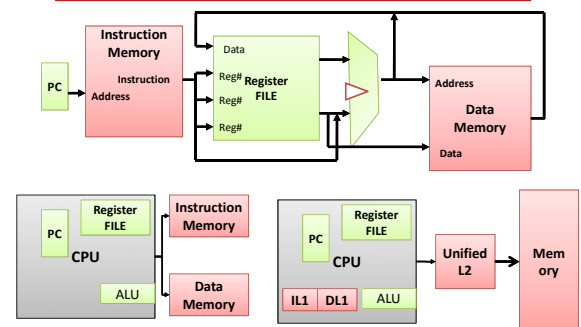 Instruction
Memory
Instruction
Address
PC
Data
Reg#
Reg#
Reg#
Register
FILE
Address
Data
Memory
Data
Register
FILE
PC
CPU
ALU
Instruction
Memory
Data
Memory
Register
FILE
PC
CPU
IL1
DL1
ALU
Unified
L2
Mem
ory